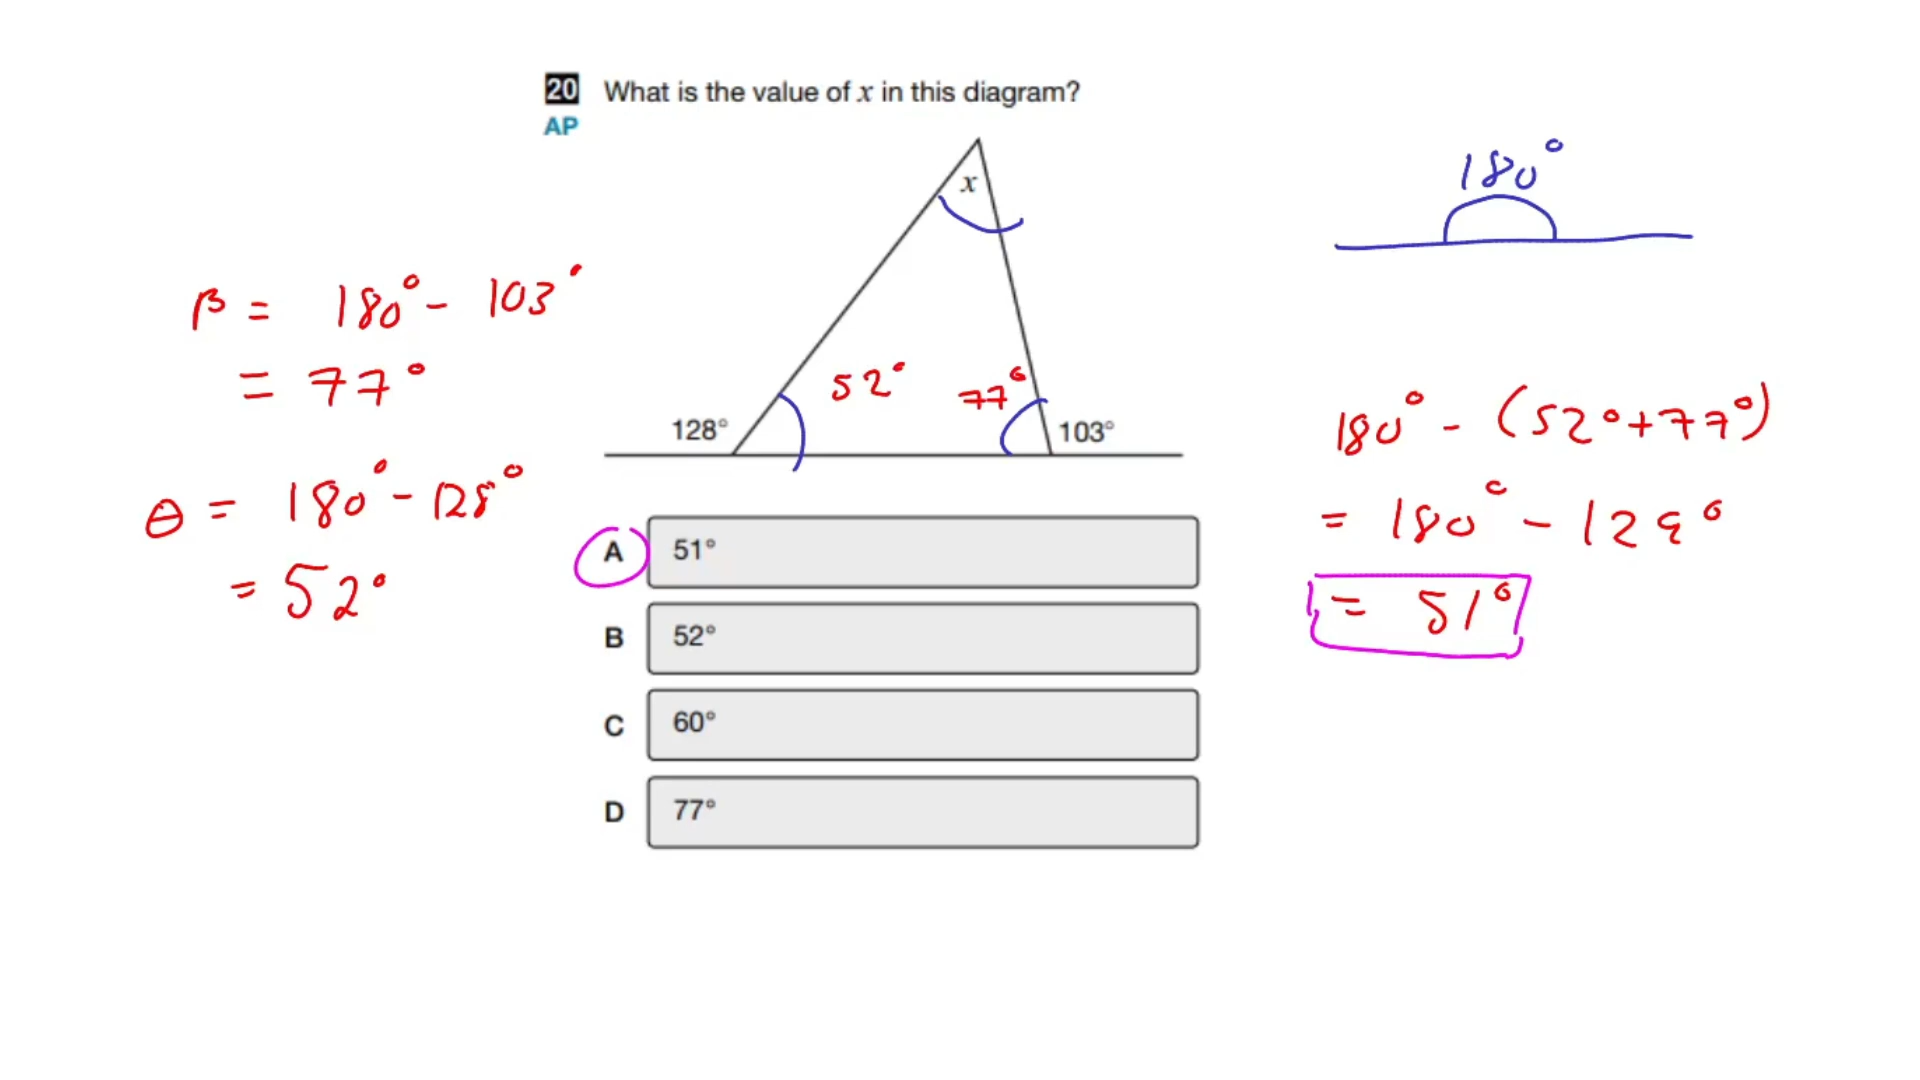 20 What is the value of x in this diagram?
AP
180°
x
β = 180° - 103°
= 77°
52° 77°
128° 103°
180° - (52° + 77°)
θ = 180° - 128°
= 180° - 129°
= 52°
= 51°
A 51°
B 52°
C 60°
D 77°